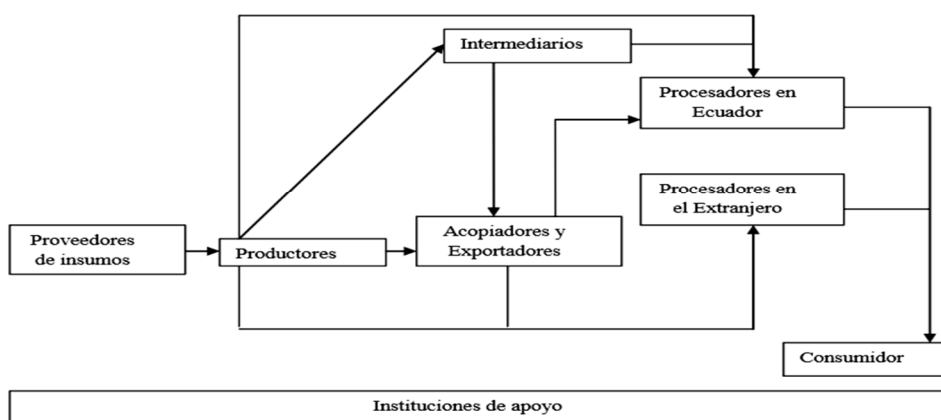 Intermediarios
Procesadores en
Ecuador
Procesadores en
el Extranjero
Proveedores
de insumos
Productores
Acopiadores y
Exportadores
Consumidor
Instituciones de apoyo